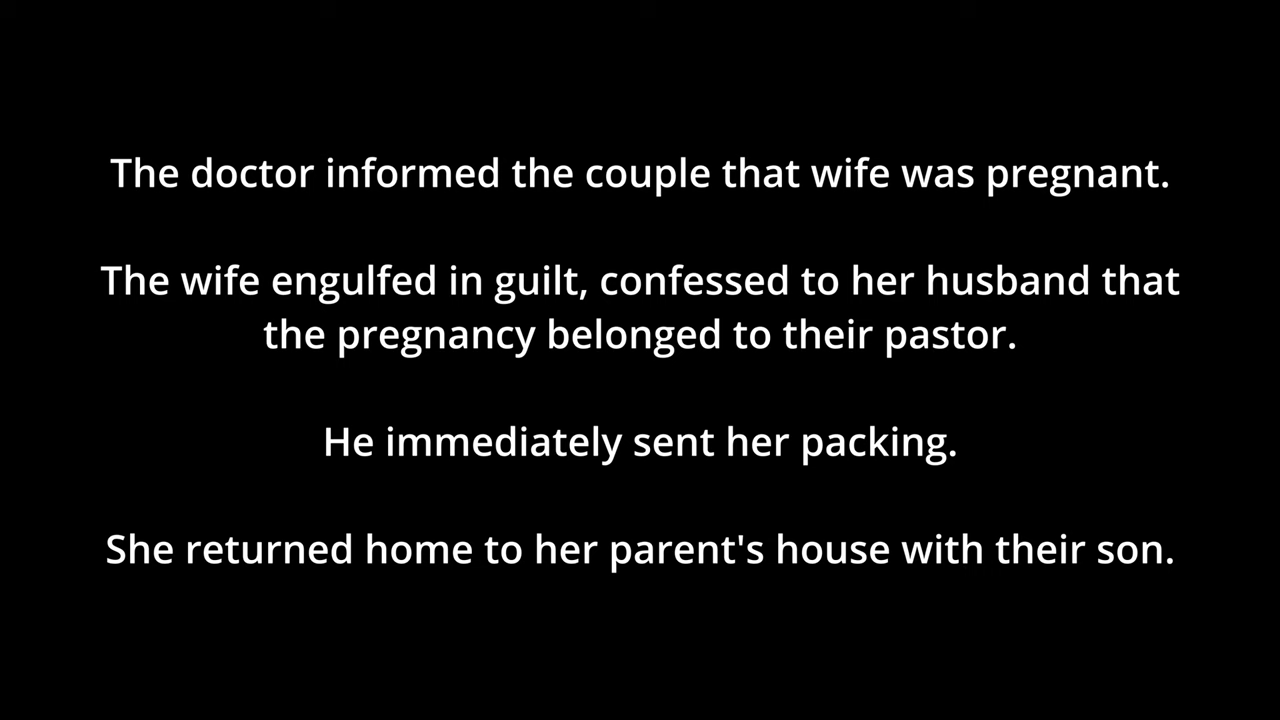 The doctor informed the couple that wife was pregnant.
The wife engulfed in guilt, confessed to her husband that
the pregnancy belonged to their pastor.
He immediately sent her packing.
She returned home to her parent's house with their son.